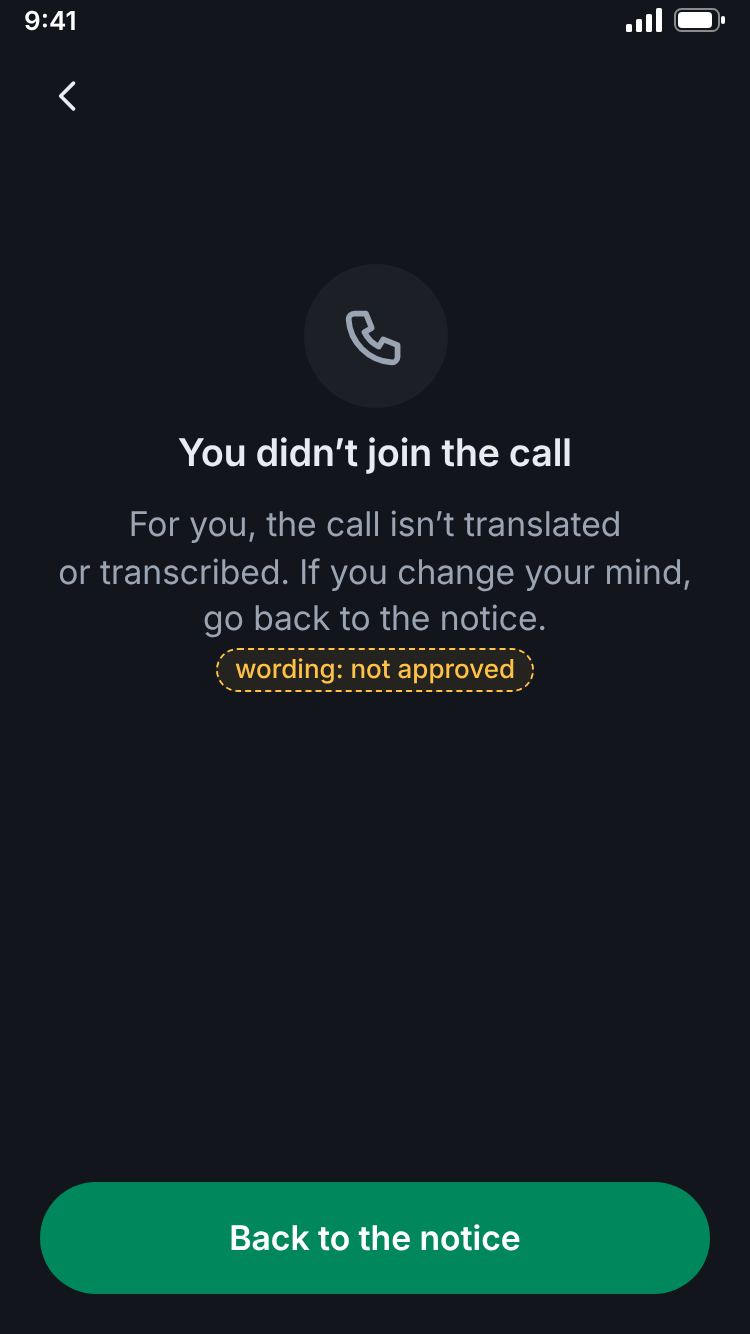 9:41
You didn’t join the call
For you, the call isn’t translated
or transcribed. If you change your mind,
go back to the notice.
wording: not approved
Back to the notice